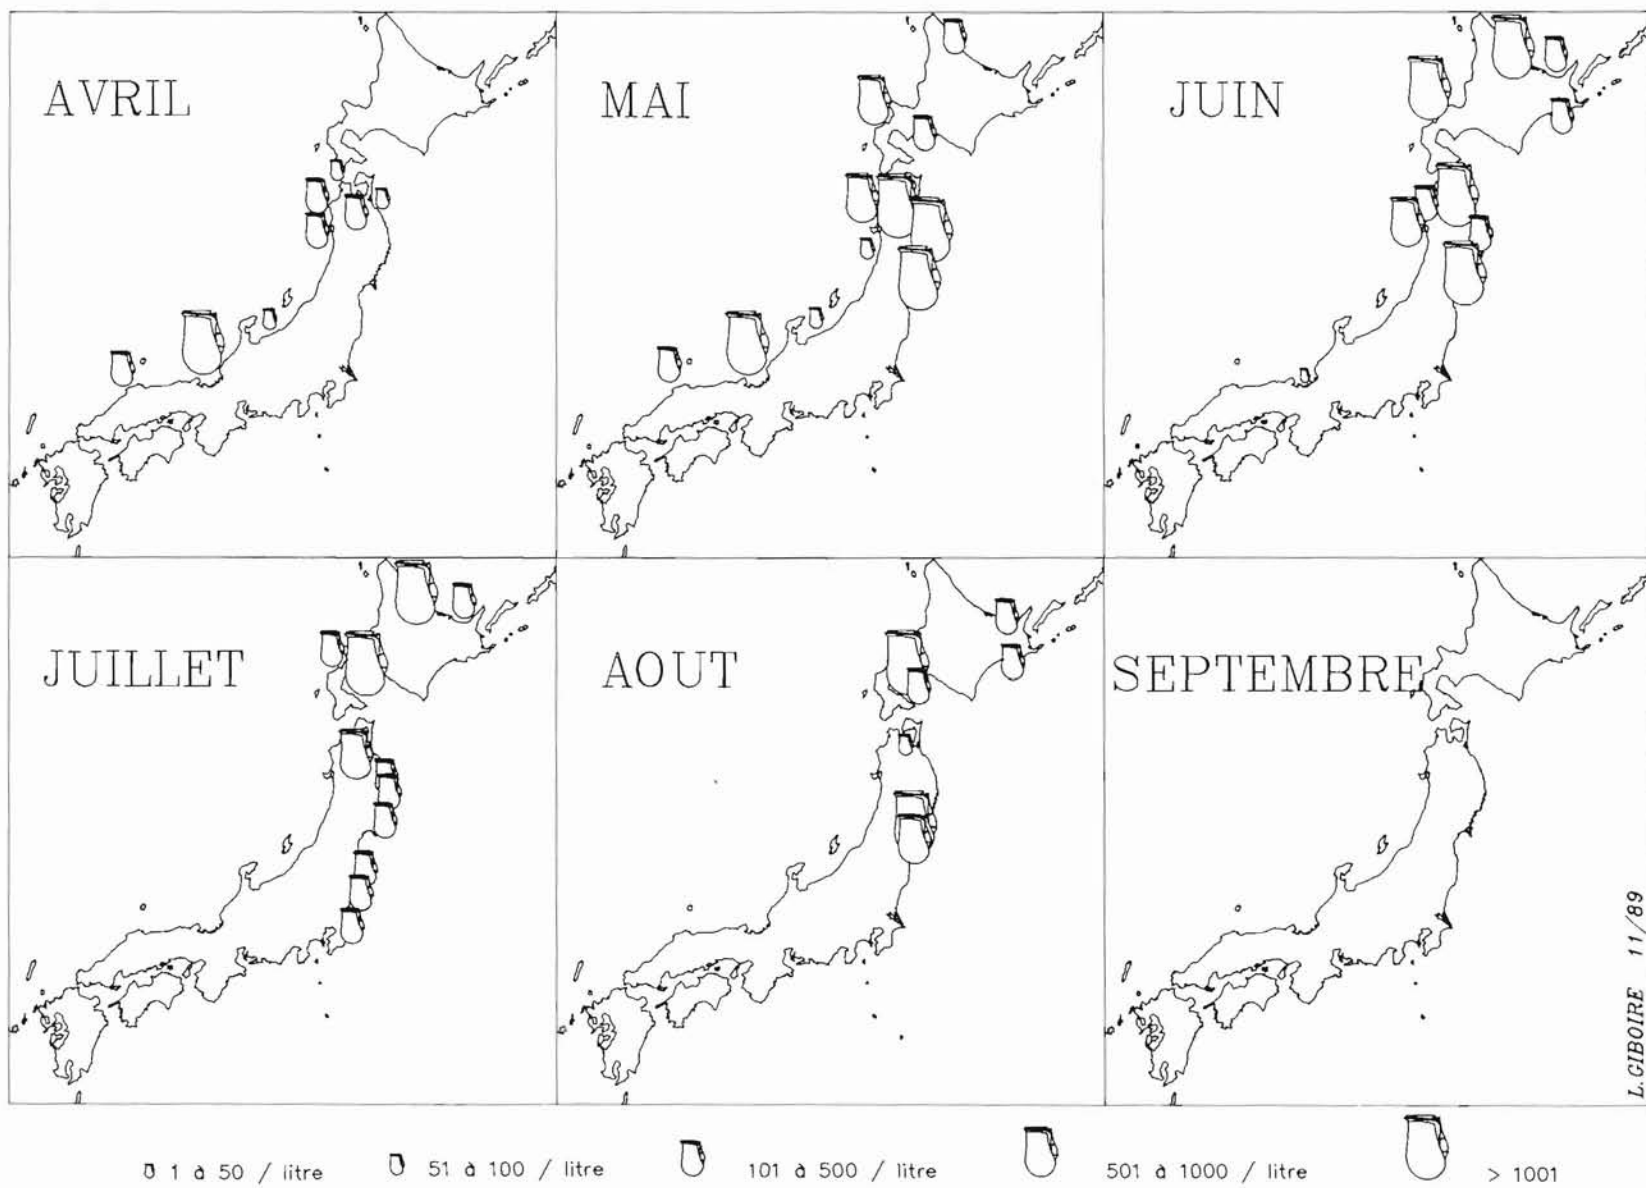 AVRIL
MAI
JUIN
JUILLET
AOUT
SEPTEMBRE
L.GIBOIRE 11/89
1 à 50 / litre
51 à 100 / litre
101 à 500 / litre
501 à 1000 / litre
> 1001